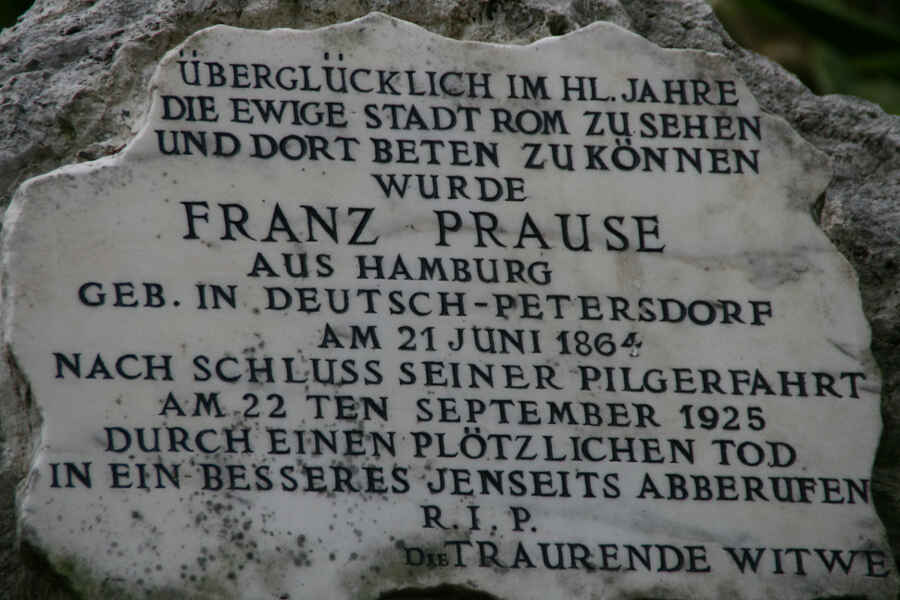 ÜBERGLÜCKLICH IM HL. JAHRE
DIE EWIGE STADT ROM ZU SEHEN
UND DORT BETEN ZU KÖNNEN
WURDE
FRANZ PRAUSE
AUS HAMBURG
GEB. IN DEUTSCH-PETERSDORF
AM 21 JUNI 1864
NACH SCHLUSS SEINER PILGERFAHRT
AM 22 TEN SEPTEMBER 1925
DURCH EINEN PLÖTZLICHEN TOD
IN EIN BESSERES JENSEITS ABBERUFEN
R.I.P.
DIE TRAURENDE WITWE